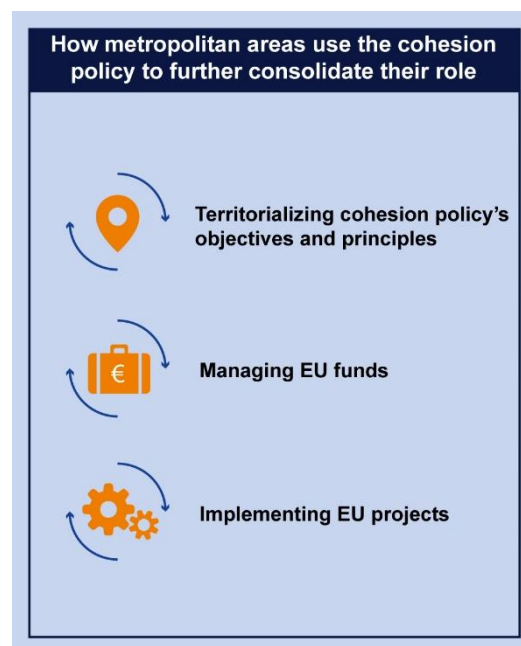 How metropolitan areas use the cohesion
policy to further consolidate their role
Territorializing cohesion policy's
objectives and principles
€
Managing EU funds
Implementing EU projects